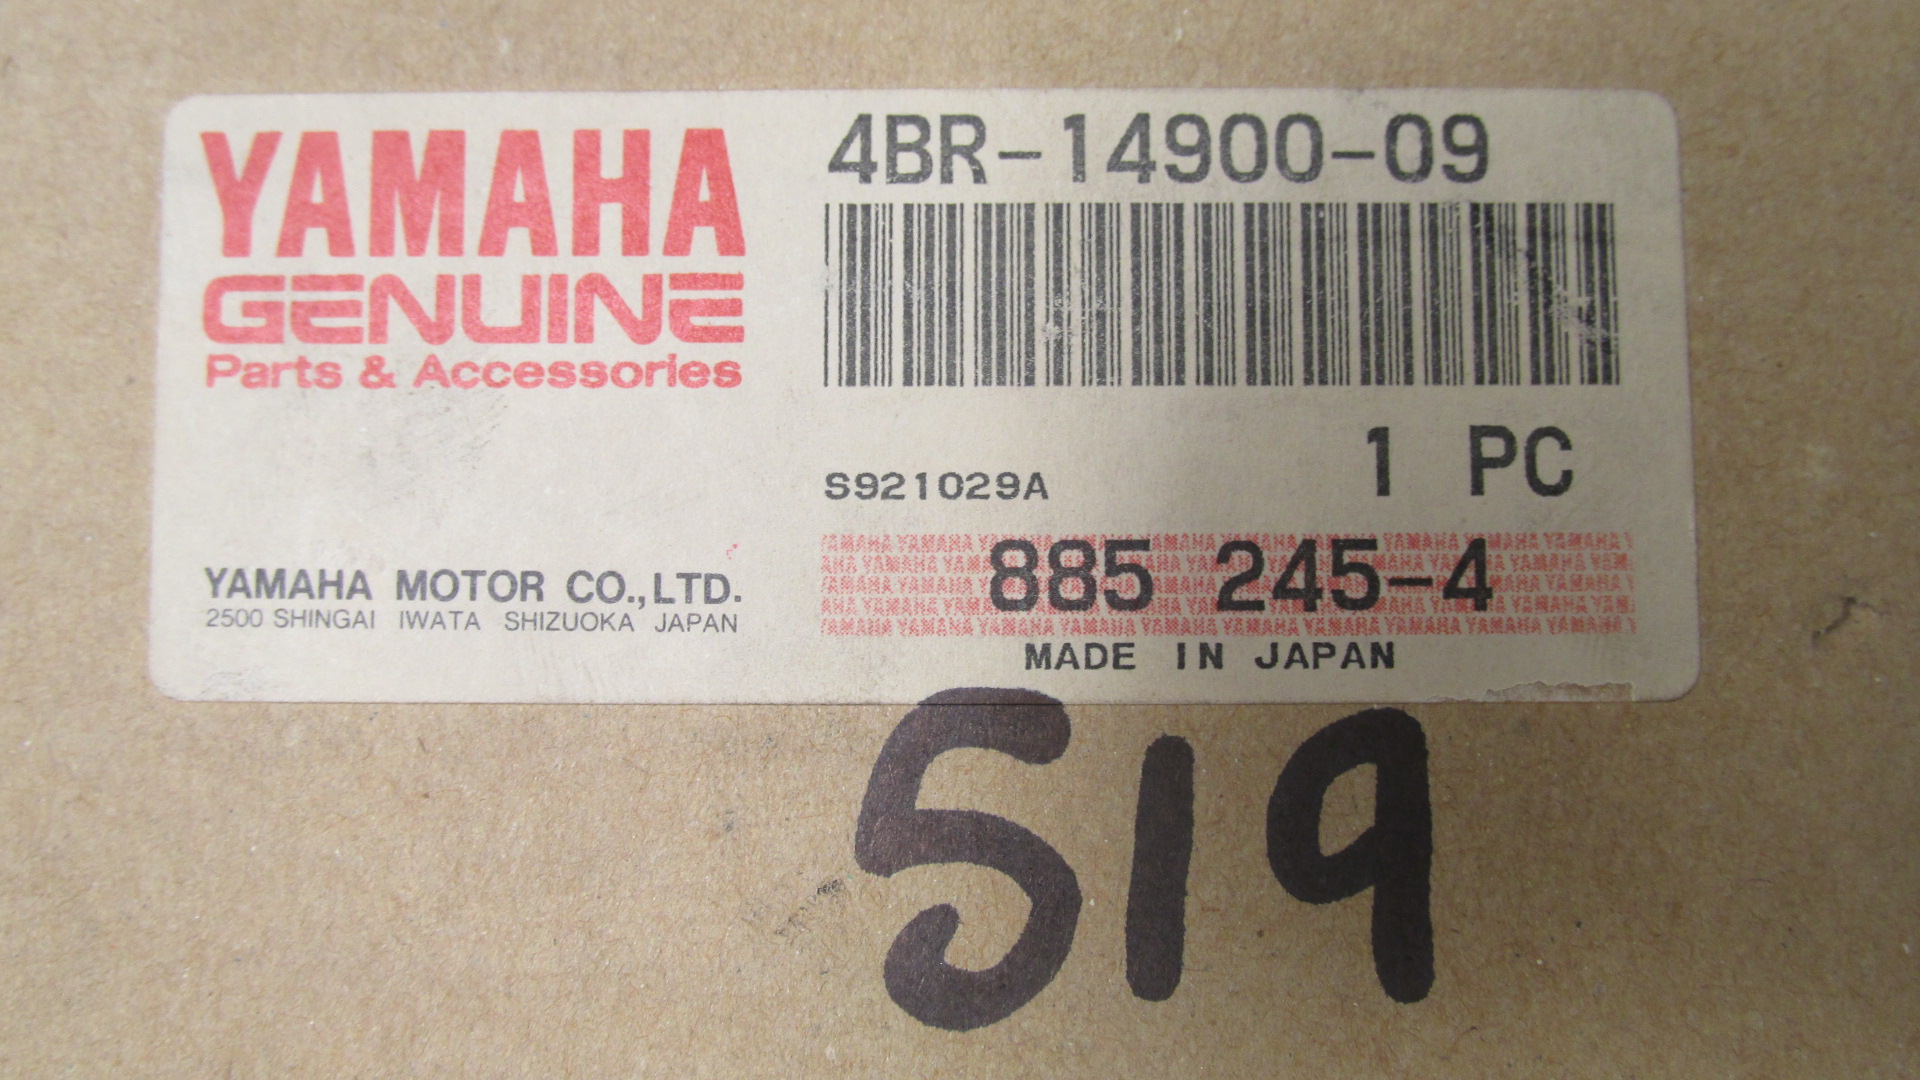 YAMAHA
GENUINE
Parts & Accessories
YAMAHA MOTOR CO., LTD.
2500 SHINGAI IWATA SHIZUOKA JAPAN
4BR-14900-09
S921029A
1 PC
885 245-4
MADE IN JAPAN
519